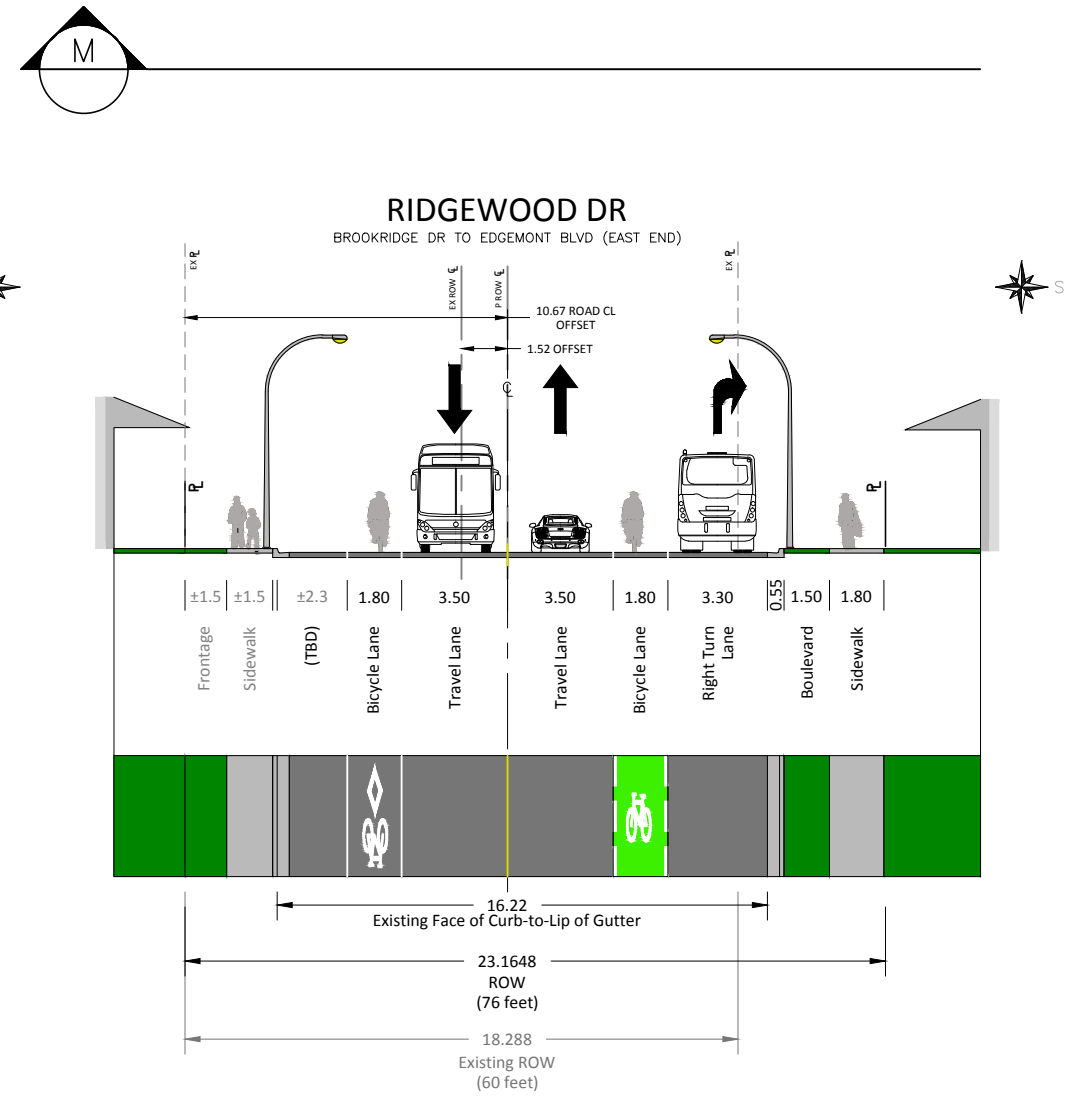 M
RIDGEWOOD DR
BROOKRIDGE DR TO EDGEMONT BLVD (EAST END)
EX ℞L
EX ROW ℄
P ROW ℄
EX ℞L
10.67 ROAD CL
OFFSET
1.52 OFFSET
℄
S
PL
PL
±1.5
±1.5
±2.3
1.80
3.50
3.50
1.80
3.30
0.55
1.50
1.80
Frontage
Sidewalk
(TBD)
Bicycle Lane
Travel Lane
Travel Lane
Bicycle Lane
Right Turn
Lane
Boulevard
Sidewalk
16.22
Existing Face of Curb-to-Lip of Gutter
23.1648
ROW
(76 feet)
18.288
Existing ROW
(60 feet)